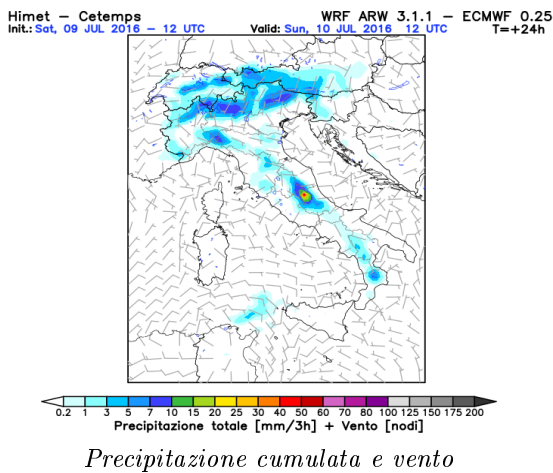 Himet – Cetemps WRF ARW 3.1.1 – ECMWF 0.25
Init.: Sat, 09 JUL 2016 – 12 UTC Valid: Sun, 10 JUL 2016 12 UTC T=+24h
0.2 1 3 5 7 10 15 20 25 30 40 50 60 70 80 100 125 150 175 200
Precipitazione totale [mm/3h] + Vento [nodi]
Precipitazione cumulata e vento